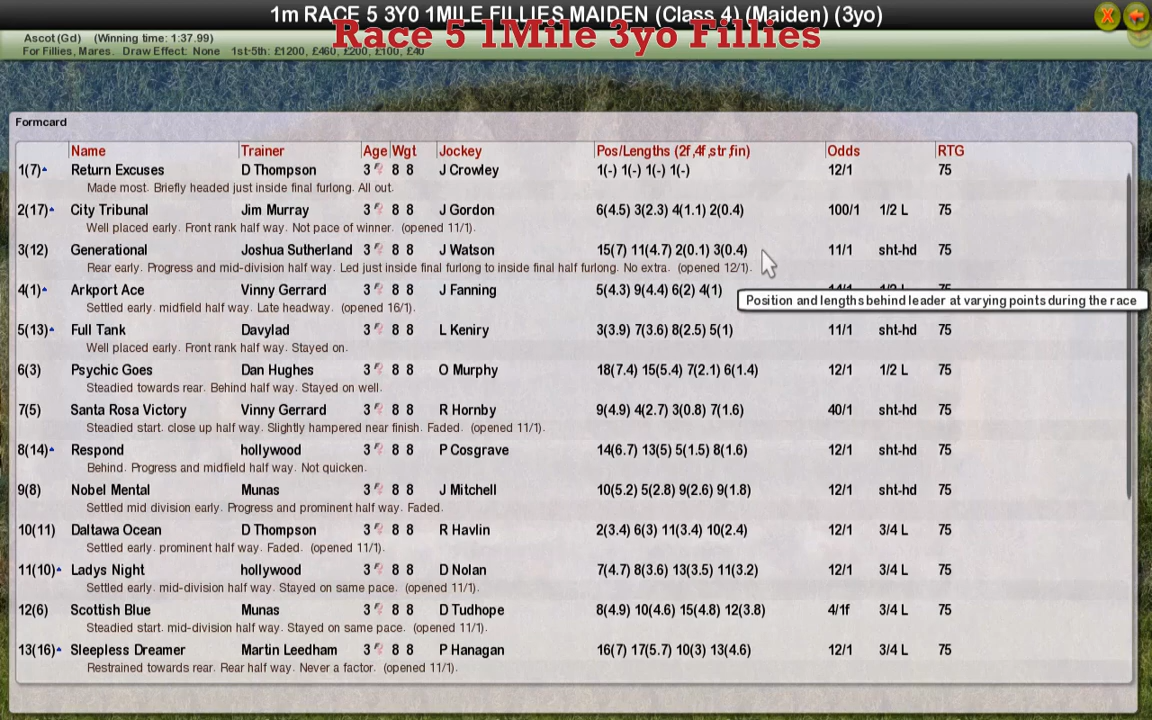 1m RACE 5 3Y0 1MILE FILLIES MAIDEN (Class 4) (Maiden) (3yo)
Race 5 1Mile 3yo Fillies
Ascot(Gd) (Winning time: 1:37.99)
For Fillies, Mares. Draw Effect: None 1st-5th: £1200, £460, £200, £100, £40
Formcard
Name Trainer Age Wgt Jockey Pos/Lengths (2f,4f,str,fin) Odds RTG
1(7) Return Excuses D Thompson 3 8 8 J Crowley 1(-) 1(-) 1(-) 1(-) 12/1 75
Made most. Briefly headed just inside final furlong. All out.
2(17) City Tribunal Jim Murray 3 8 8 J Gordon 6(4.5) 3(2.3) 4(1.1) 2(0.4) 100/1 1/2 L 75
Well placed early. Front rank half way. Not pace of winner. (opened 11/1).
3(12) Generational Joshua Sutherland 3 8 8 J Watson 15(7) 11(4.7) 2(0.1) 3(0.4) 11/1 sht-hd 75
Rear early. Progress and mid-division half way. Led just inside final furlong to inside final half furlong. No extra. (opened 12/1).
4(1) Arkport Ace Vinny Gerrard 3 8 8 J Fanning 5(4.3) 9(4.4) 6(2) 4(1)
Position and lengths behind leader at varying points during the race
Settled early. midfield half way. Late headway. (opened 16/1).
5(13) Full Tank Davylad 3 8 8 L Keniry 3(3.9) 7(3.6) 8(2.5) 5(1) 11/1 sht-hd 75
Well placed early. Front rank half way. Stayed on.
6(3) Psychic Goes Dan Hughes 3 8 8 O Murphy 18(7.4) 15(5.4) 7(2.1) 6(1.4) 12/1 1/2 L 75
Steadied towards rear. Behind half way. Stayed on well.
7(5) Santa Rosa Victory Vinny Gerrard 3 8 8 R Hornby 9(4.9) 4(2.7) 3(0.8) 7(1.6) 40/1 sht-hd 75
Steadied start. close up half way. Slightly hampered near finish. Faded. (opened 11/1).
8(14) Respond hollywood 3 8 8 P Cosgrave 14(6.7) 13(5) 5(1.5) 8(1.6) 12/1 sht-hd 75
Behind. Progress and midfield half way. Not quicken.
9(8) Nobel Mental Munas 3 8 8 J Mitchell 10(5.2) 5(2.8) 9(2.6) 9(1.8) 12/1 sht-hd 75
Settled mid division early. Progress and prominent half way. Faded.
10(11) Daltawa Ocean D Thompson 3 8 8 R Havlin 2(3.4) 6(3) 11(3.4) 10(2.4) 12/1 3/4 L 75
Settled early. prominent half way. Faded. (opened 11/1).
11(10) Ladys Night hollywood 3 8 8 D Nolan 7(4.7) 8(3.6) 13(3.5) 11(3.2) 12/1 3/4 L 75
Settled early. mid-division half way. Stayed on same pace. (opened 11/1).
12(6) Scottish Blue Munas 3 8 8 D Tudhope 8(4.9) 10(4.6) 15(4.8) 12(3.8) 4/1f 3/4 L 75
Steadied start. mid-division half way. Stayed on same pace. (opened 11/1).
13(16) Sleepless Dreamer Martin Leedham 3 8 8 P Hanagan 16(7) 17(5.7) 10(3) 13(4.6) 12/1 3/4 L 75
Restrained towards rear. Rear half way. Never a factor. (opened 11/1).